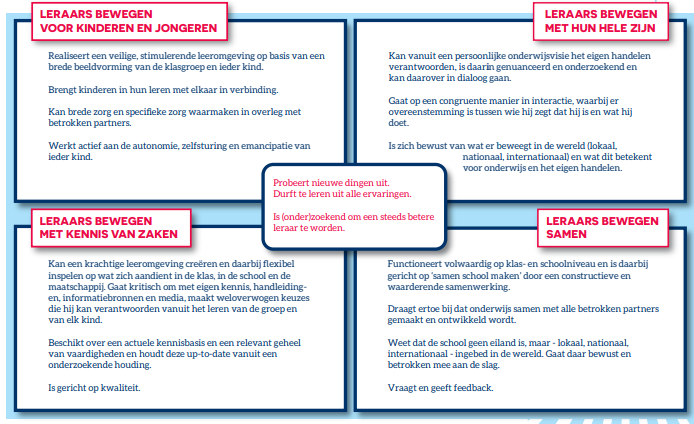 LERAARS BEWEGEN
VOOR KINDEREN EN JONGEREN
Realiseert een veilige, stimulerende leeromgeving op basis van een
brede beeldvorming van de klasgroep en ieder kind.
Brengt kinderen in hun leren met elkaar in verbinding.
Kan brede zorg en specifieke zorg waarmaken in overleg met
betrokken partners.
Werkt actief aan de autonomie, zelfsturing en emancipatie van
ieder kind.
LERAARS BEWEGEN
MET HUN HELE ZIJN
Kan vanuit een persoonlijke onderwijsvisie het eigen handelen
verantwoorden, is daarin genuanceerd en onderzoekend en
kan daarover in dialoog gaan.
Gaat op een congruente manier in interactie, waarbij er
overeenstemming is tussen wie hij zegt dat hij is en wat hij
doet.
Is zich bewust van wat er beweegt in de wereld (lokaal,
nationaal, internationaal) en wat dit betekent
voor onderwijs en het eigen handelen.
Probeert nieuwe dingen uit.
Durft te leren uit alle ervaringen.
Is (onder)zoekend om een steeds betere
leraar te worden.
LERAARS BEWEGEN
MET KENNIS VAN ZAKEN
Kan een krachtige leeromgeving creëren en daarbij flexibel
inspelen op wat zich aandient in de klas, in de school en de
maatschappij. Gaat kritisch om met eigen kennis, handleiding-
en, informatiebronnen en media, maakt weloverwogen keuzes
die hij kan verantwoorden vanuit het leren van de groep en
van elk kind.
Beschikt over een actuele kennisbasis en een relevant geheel
van vaardigheden en houdt deze up-to-date vanuit een
onderzoekende houding.
Is gericht op kwaliteit.
LERAARS BEWEGEN
SAMEN
Functioneert volwaardig op klas- en schoolniveau en is daarbij
gericht op 'samen school maken' door een constructieve en
waarderende samenwerking.
Draagt ertoe bij dat onderwijs samen met alle betrokken partners
gemaakt en ontwikkeld wordt.
Weet dat de school geen eiland is, maar - lokaal, nationaal,
internationaal - ingebed in de wereld. Gaat daar bewust en
betrokken mee aan de slag.
Vraagt en geeft feedback.